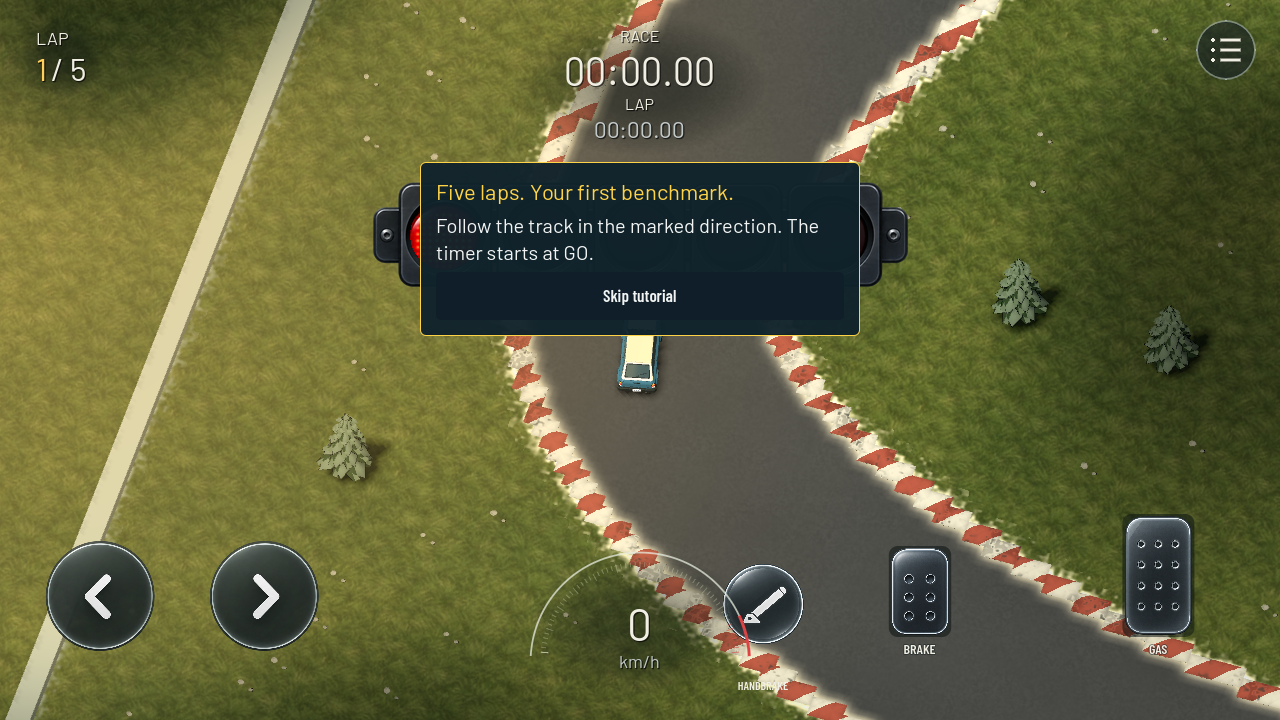 LAP
1 / 5
RACE
00:00.00
LAP
00:00.00
Five laps. Your first benchmark.
Follow the track in the marked direction. The
timer starts at GO.
Skip tutorial
0
km/h
HANDBRAKE
BRAKE
GAS